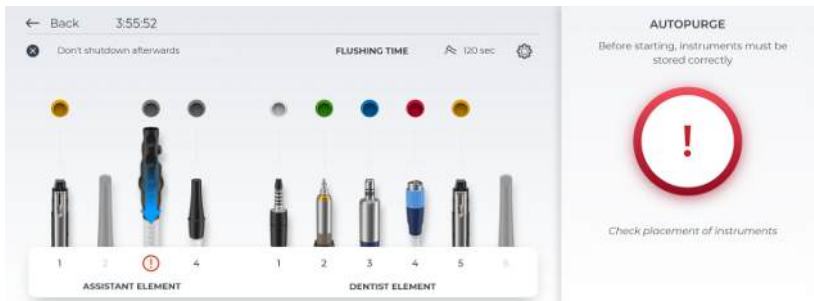 ← Back 3:55:52
Don't shutdown afterwards FLUSHING TIME 120 sec
1 2 ! 4 1 2 3 4 5 6
ASSISTANT ELEMENT DENTIST ELEMENT
AUTOPURGE
Before starting, instruments must be
stored correctly
!
Check placement of instruments